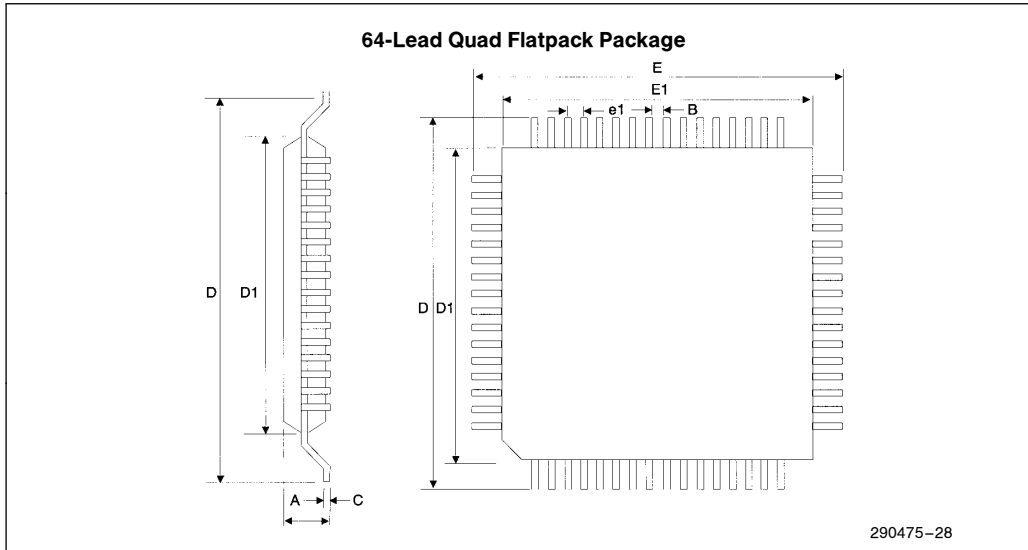 64-Lead Quad Flatpack Package
E
E1
e1
B
D
D1
D
D1
A
C
290475–28